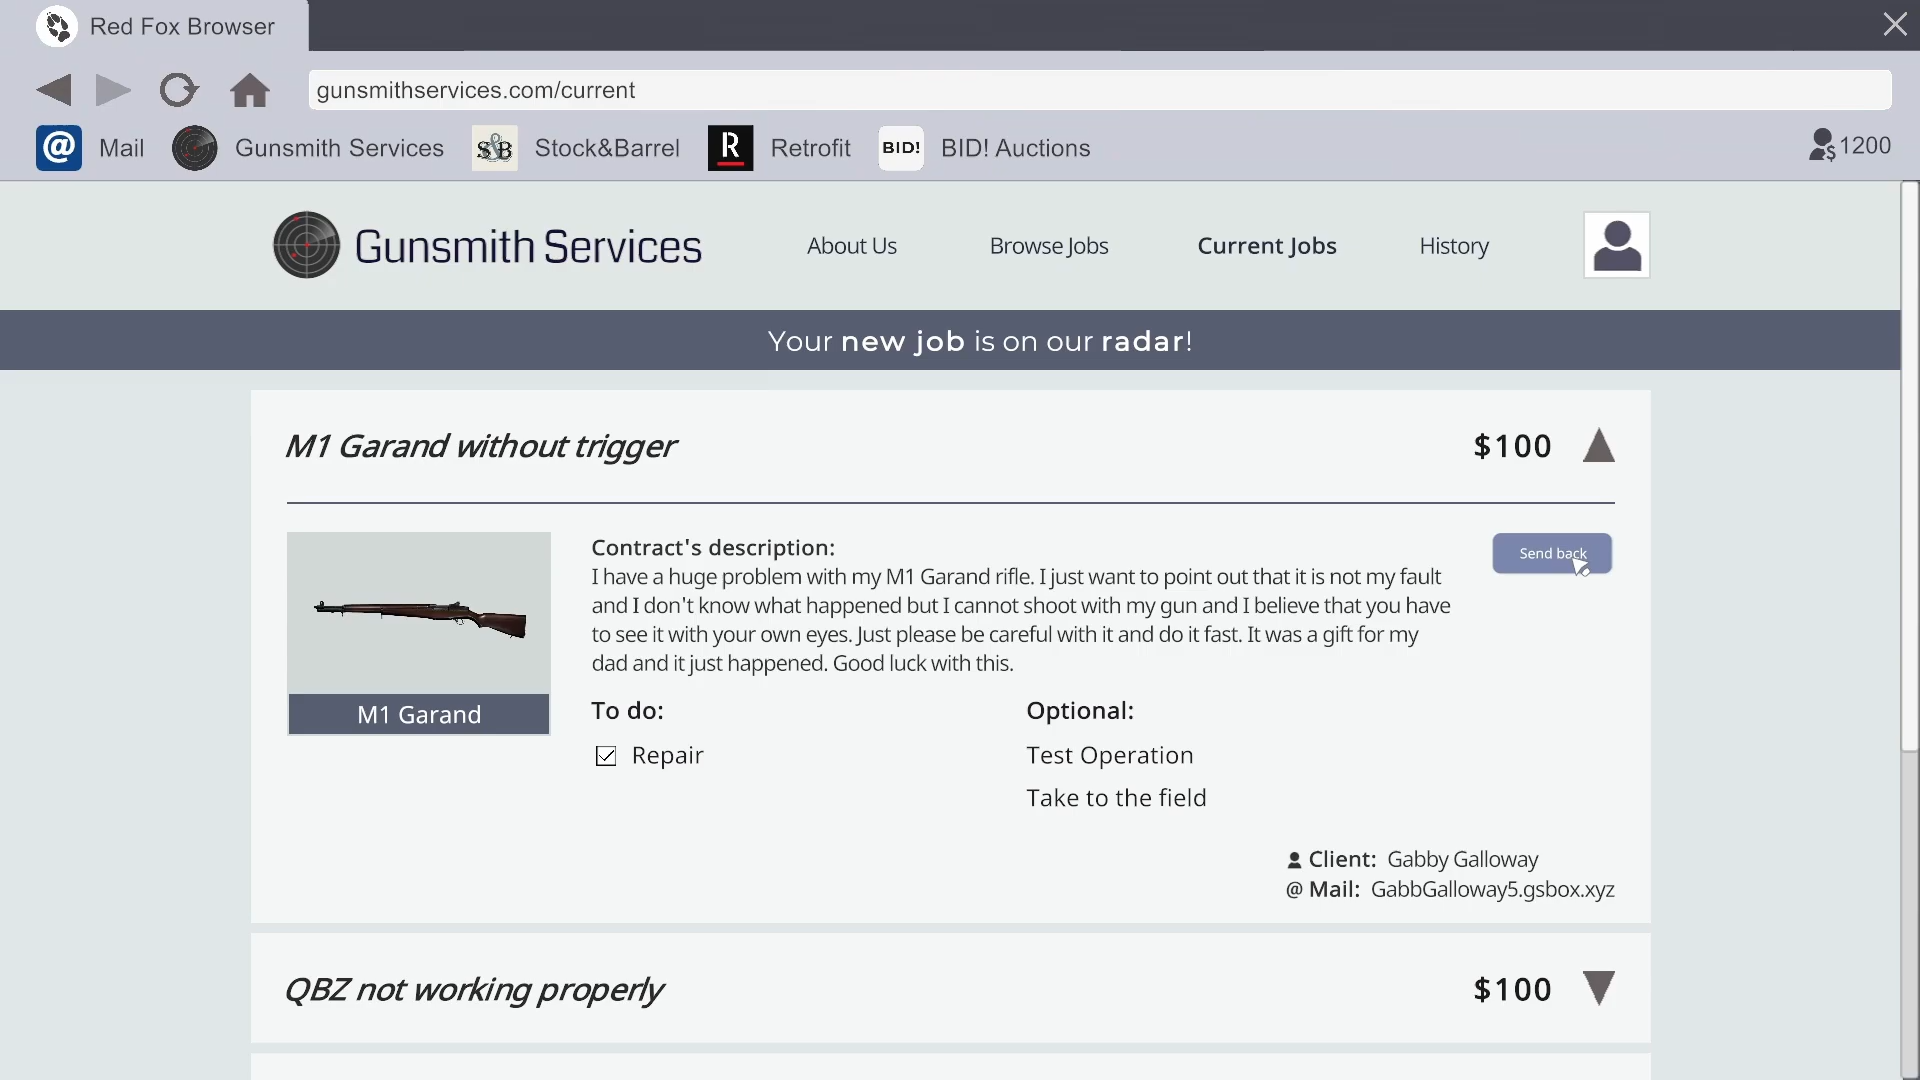 Red Fox Browser
gunsmithservices.com/current
@ Mail Gunsmith Services S&B Stock&Barrel R Retrofit BID! BID! Auctions $ 1200
Gunsmith Services About Us Browse Jobs Current Jobs History
Your new job is on our radar!
M1 Garand without trigger $100
Contract's description:
Send back
I have a huge problem with my M1 Garand rifle. I just want to point out that it is not my fault
and I don't know what happened but I cannot shoot with my gun and I believe that you have
to see it with your own eyes. Just please be careful with it and do it fast. It was a gift for my
dad and it just happened. Good luck with this.
M1 Garand
To do: Optional:
Repair Test Operation
Take to the field
Client: Gabby Galloway
@ Mail: GabbGalloway5.gsbox.xyz
QBZ not working properly $100